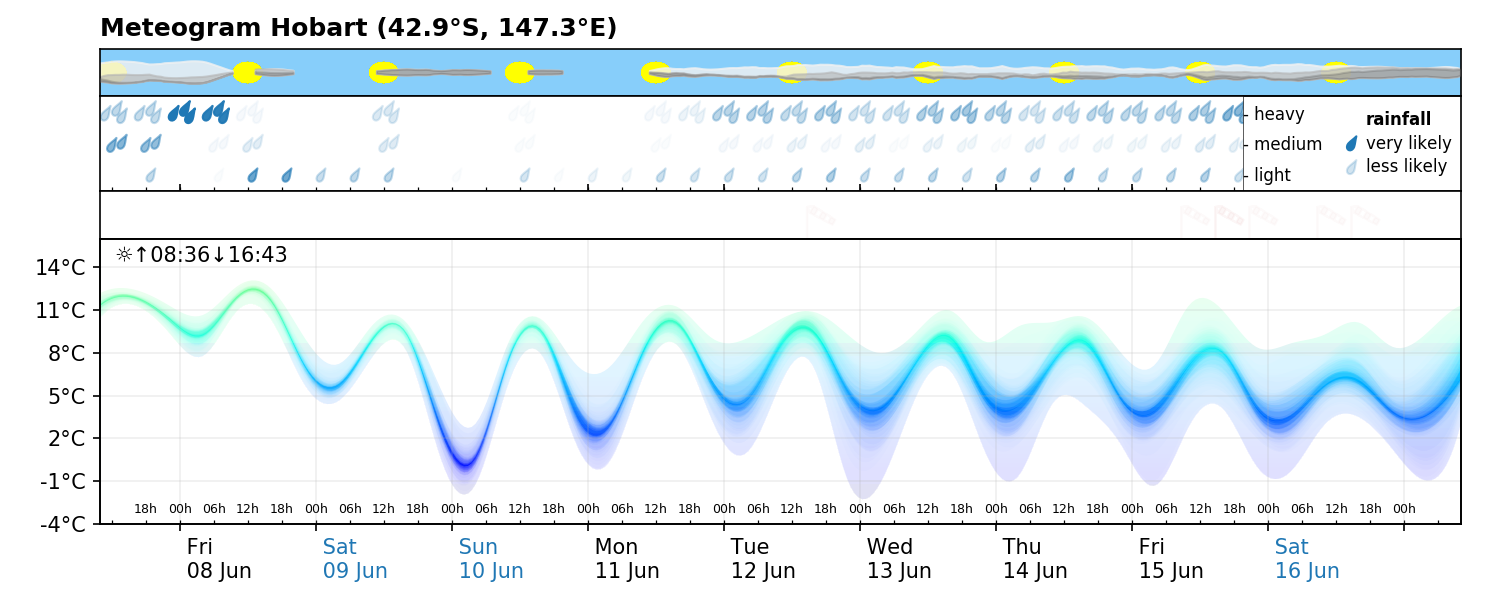 Meteogram Hobart (42.9°S, 147.3°E)
heavy
medium
light
rainfall
very likely
less likely
☼↑08:36↓16:43
14°C
11°C
8°C
5°C
2°C
-1°C
-4°C
18h 00h 06h 12h 18h 00h 06h 12h 18h 00h 06h 12h 18h 00h 06h 12h 18h 00h 06h 12h 18h 00h 06h 12h 18h 00h 06h 12h 18h 00h 06h 12h 18h 00h 06h 12h 18h 00h
Fri Sat Sun Mon Tue Wed Thu Fri Sat
08 Jun 09 Jun 10 Jun 11 Jun 12 Jun 13 Jun 14 Jun 15 Jun 16 Jun